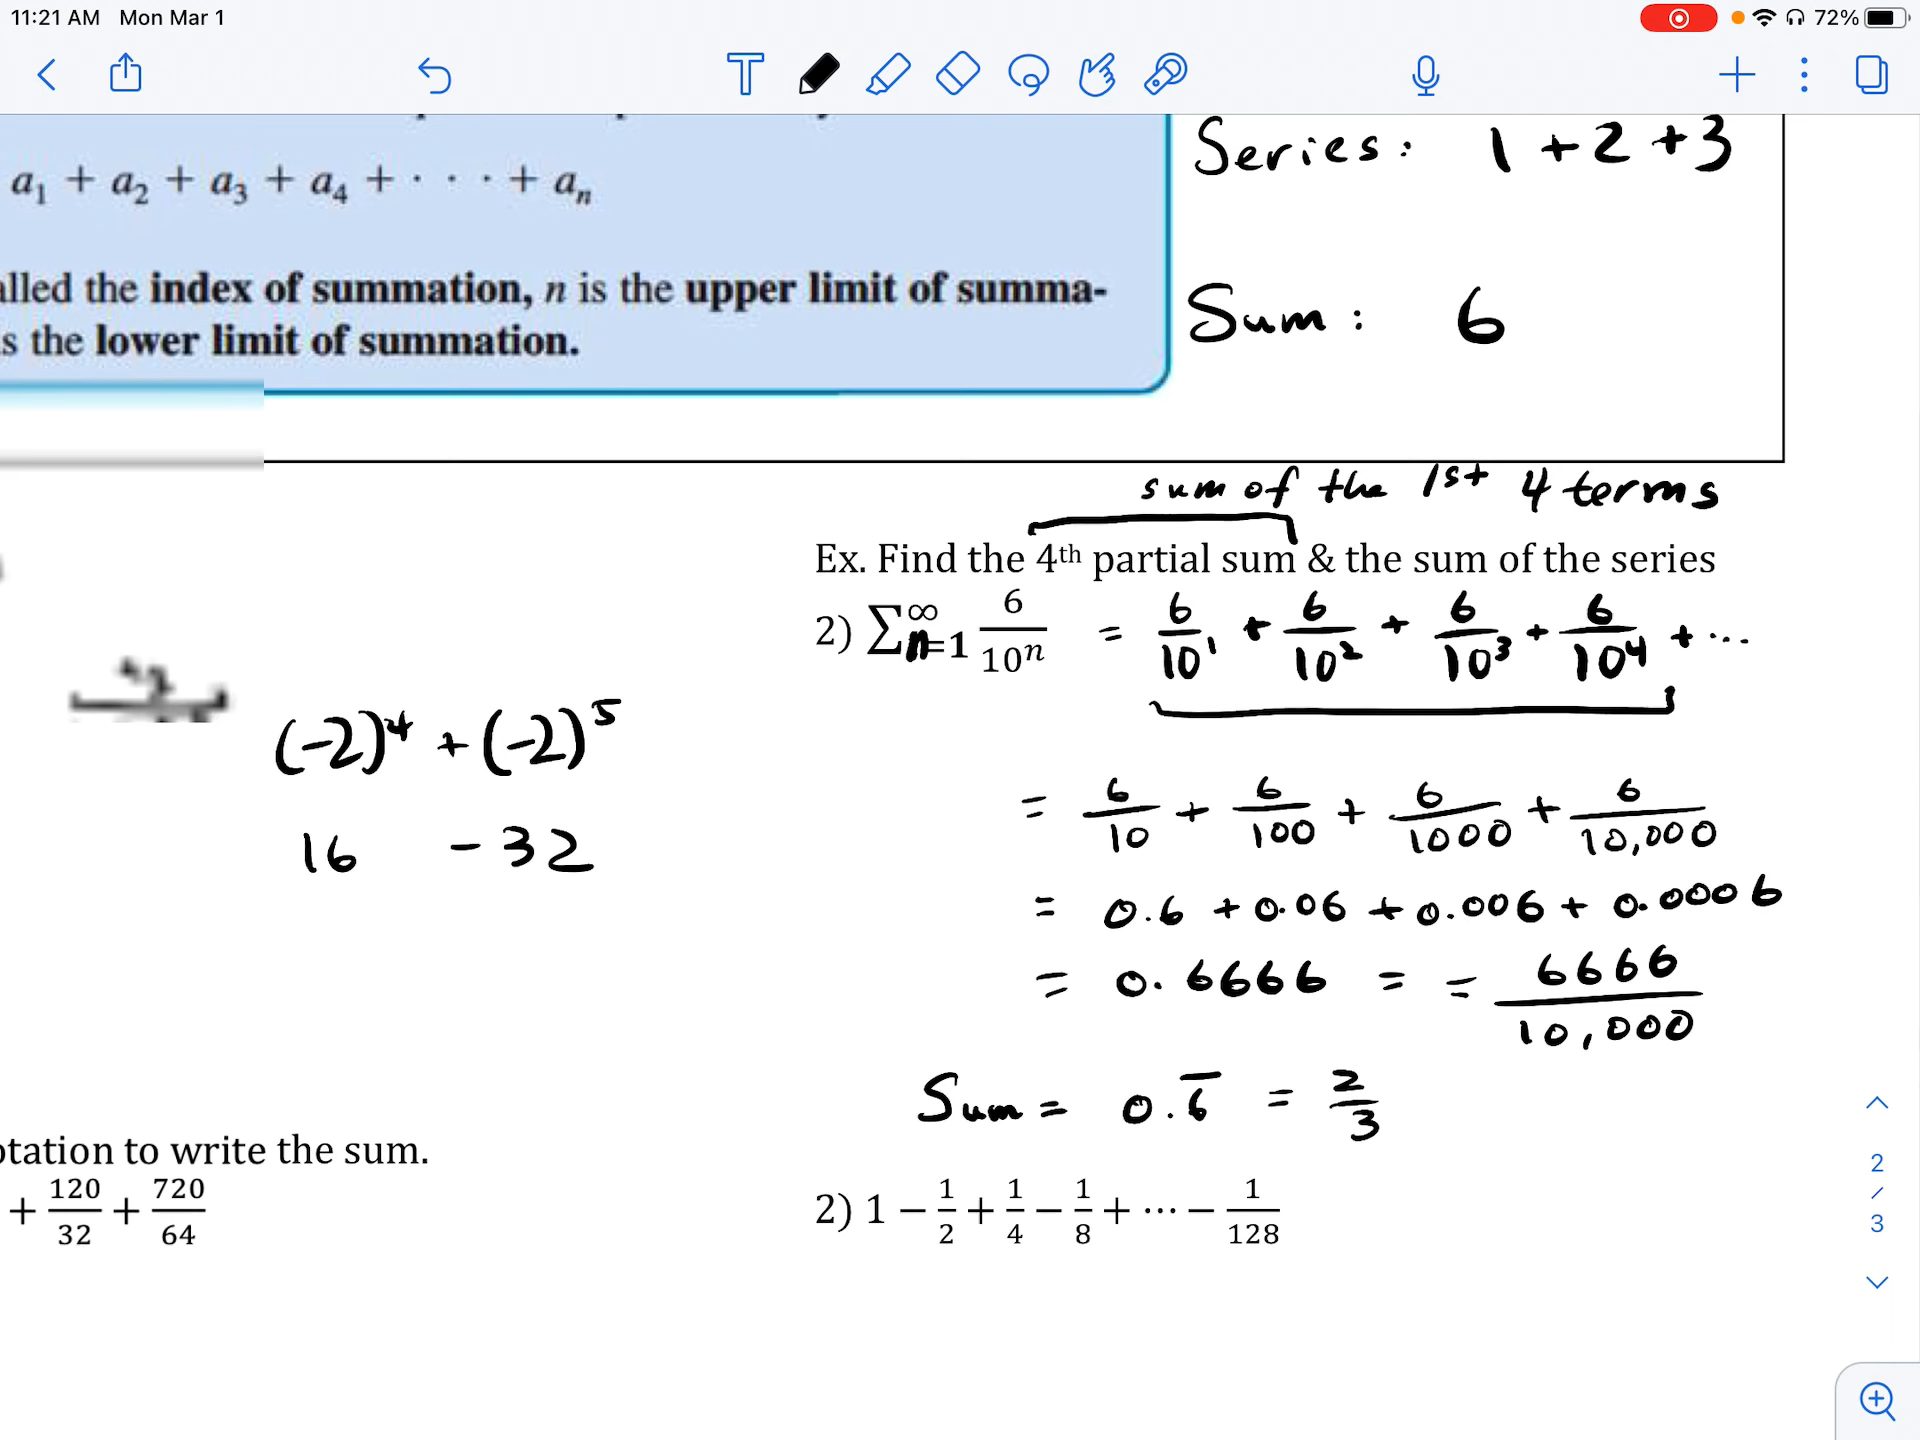 11:21 AM Mon Mar 1
72%
T
a₁ + a₂ + a₃ + a₄ + · · · + aₙ
alled the index of summation, n is the upper limit of summa-
s the lower limit of summation.
Series: 1 + 2 + 3
Sum: 6
sum of the 1st 4 terms
Ex. Find the 4th partial sum & the sum of the series
2) ∑_{n=1}^{∞} 6/10ⁿ = 6/10¹ + 6/10² + 6/10³ + 6/10⁴ + ...
= 6/10 + 6/100 + 6/1000 + 6/10,000
= 0.6 + 0.06 + 0.006 + 0.0006
= 0.6666 = = 6666/10,000
Sum = 0.6̅ = 2/3
(-2)⁴ + (-2)⁵
16 - 32
otation to write the sum.
+ 120/32 + 720/64
2) 1 − 1/2 + 1/4 − 1/8 + ⋯ − 1/128
2
/
3